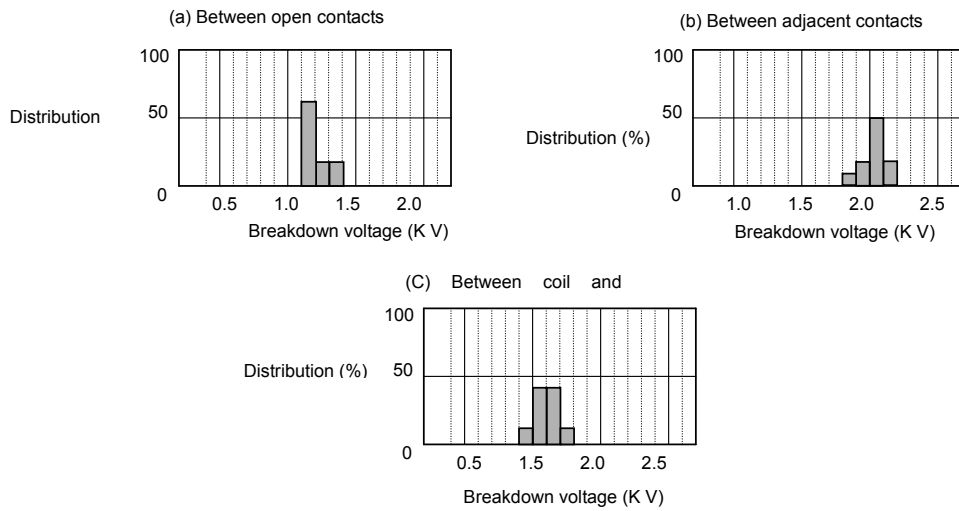 (a) Between open contacts
100
Distribution 50
0
0.5 1.0 1.5 2.0
Breakdown voltage (K V)
(b) Between adjacent contacts
100
50
Distribution (%)
0
1.0 1.5 2.0 2.5
Breakdown voltage (K V)
(C) Between coil and
100
Distribution (%) 50
0
0.5 1.5 2.0 2.5
Breakdown voltage (K V)